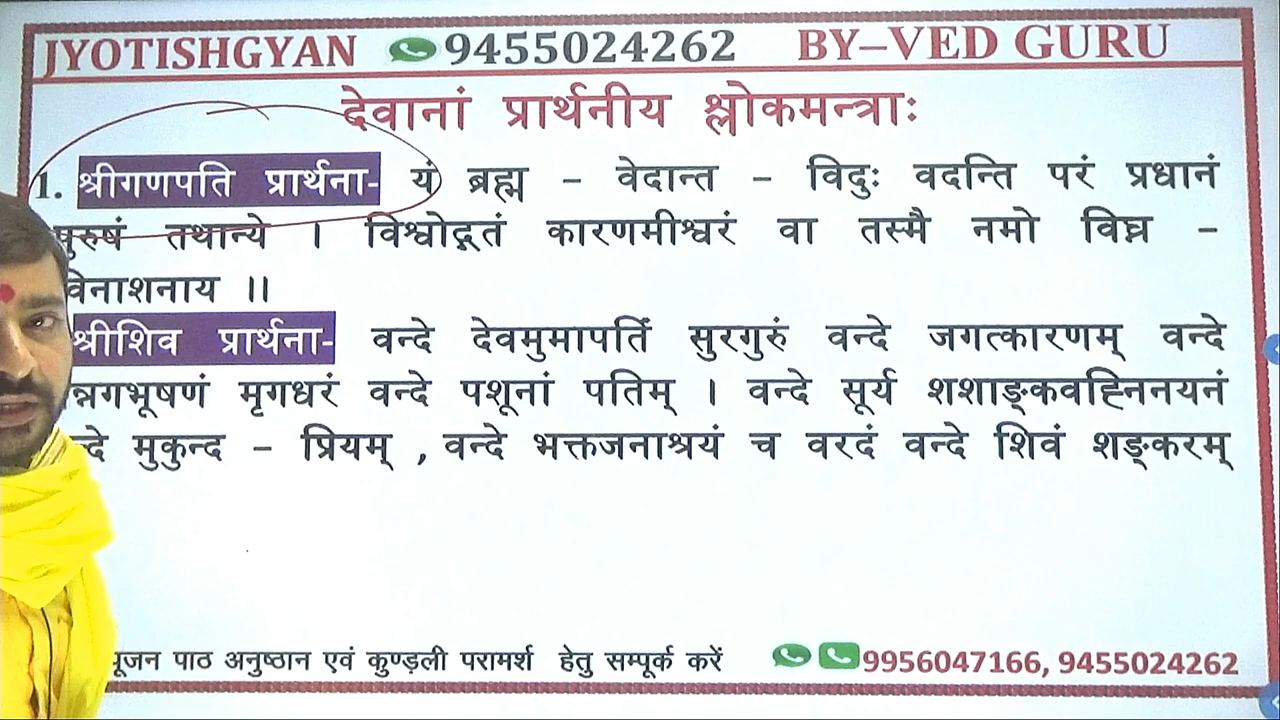 JYOTISHGYAN 9455024262 BY–VED GURU
देवानां प्रार्थनीय श्लोकमन्त्राः
1. श्रीगणपति प्रार्थना- यं ब्रह्म – वेदान्त – विदुः वदन्ति परं प्रधानं
पुरुषं तथान्ये । विश्वोद्गतं कारणमीश्वरं वा तस्मै नमो विघ्न –
विनाशनाय ।।
श्रीशिव प्रार्थना- वन्दे देवमुमापतिं सुरगुरुं वन्दे जगत्कारणम् वन्दे
न्नगभूषणं मृगधरं वन्दे पशूनां पतिम् । वन्दे सूर्य शशाङ्कवह्निनयनं
न्दे मुकुन्द – प्रियम् , वन्दे भक्तजनाश्रयं च वरदं वन्दे शिवं शङ्करम्
पूजन पाठ अनुष्ठान एवं कुण्ड़ली परामर्श हेतु सम्पूर्क करें 9956047166, 9455024262